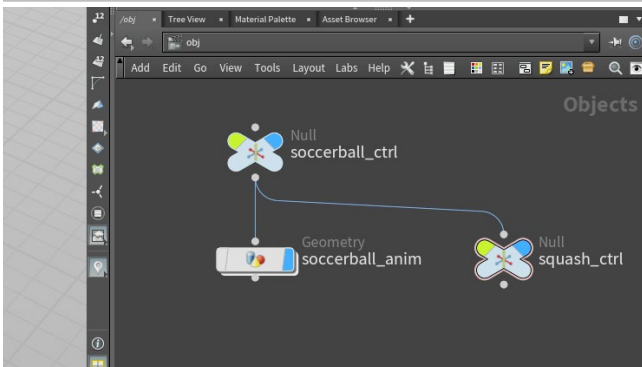 /obj Tree View Material Palette Asset Browser
obj
Add Edit Go View Tools Layout Labs Help
Objects
Null
soccerball_ctrl
Geometry
soccerball_anim
Null
squash_ctrl